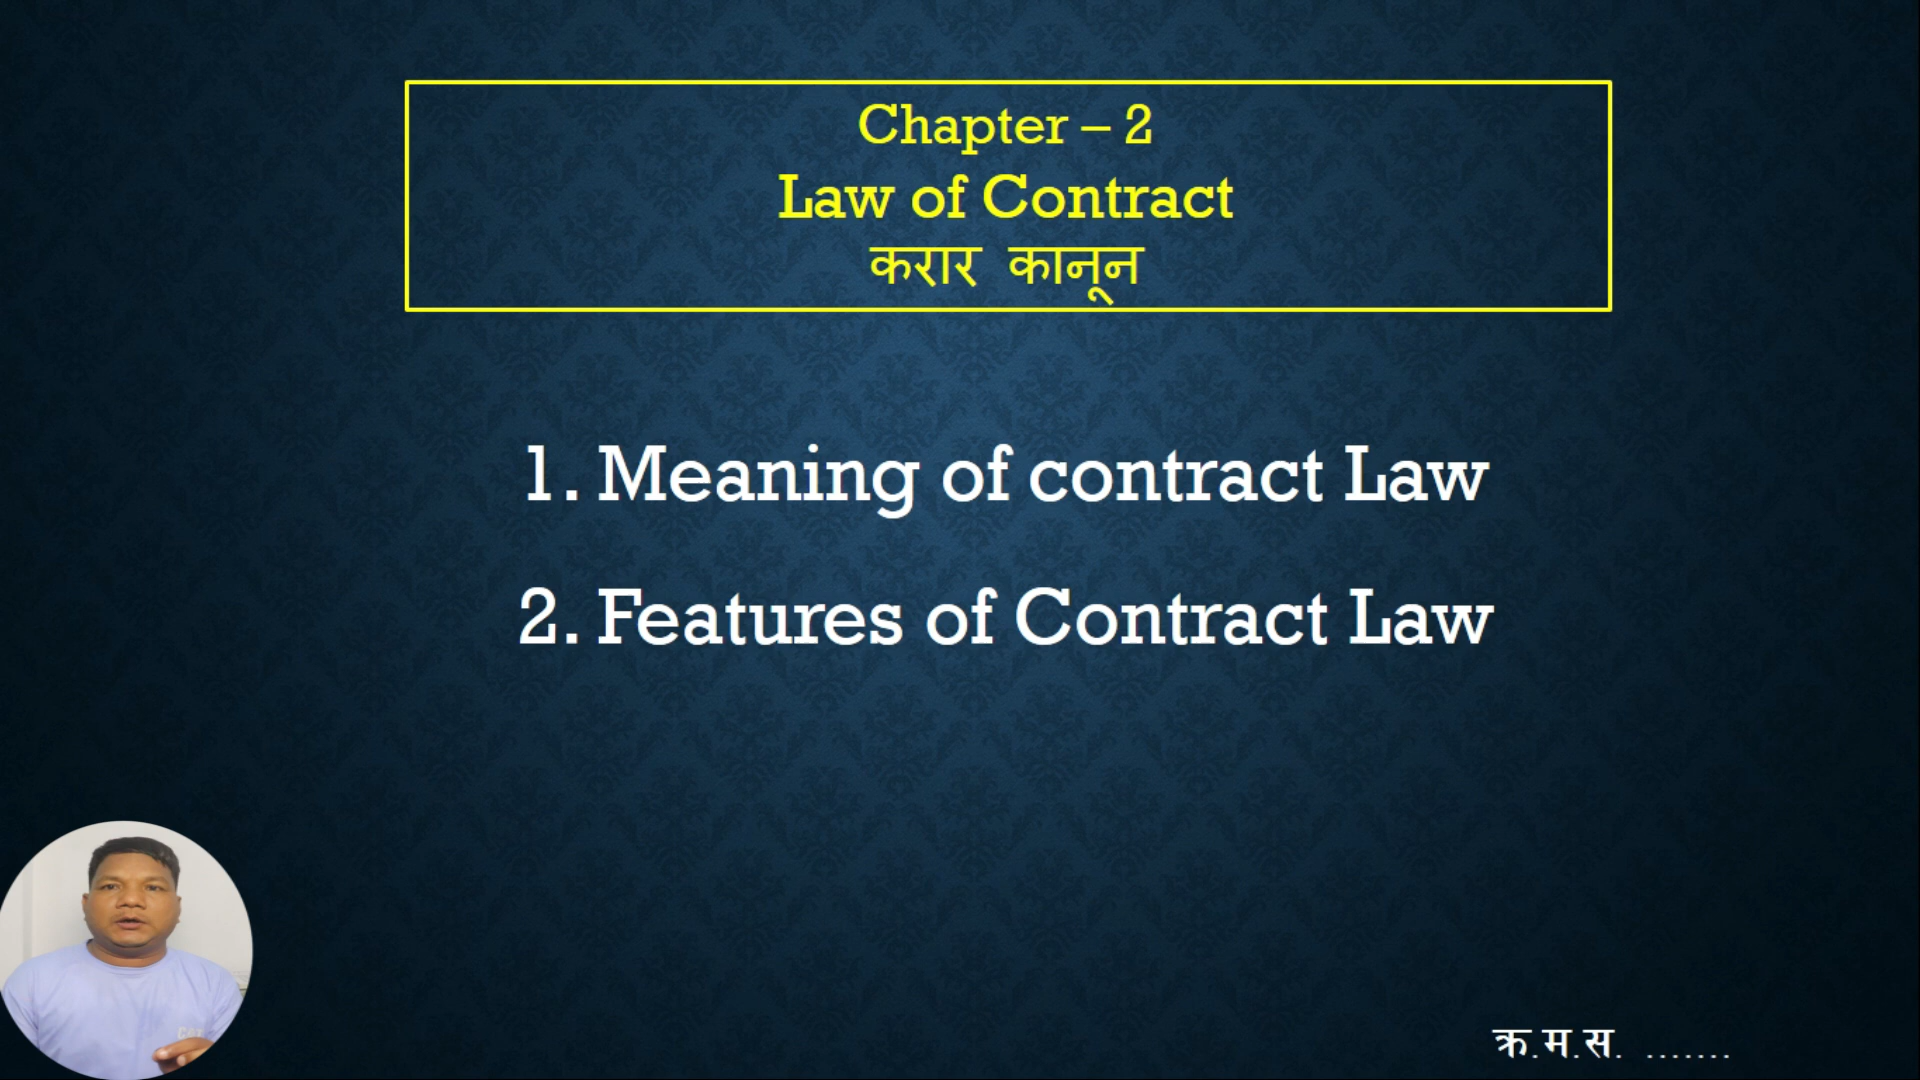 Chapter – 2
Law of Contract
करार कानून
1. Meaning of contract Law
2. Features of Contract Law
क्र.म.स. .......